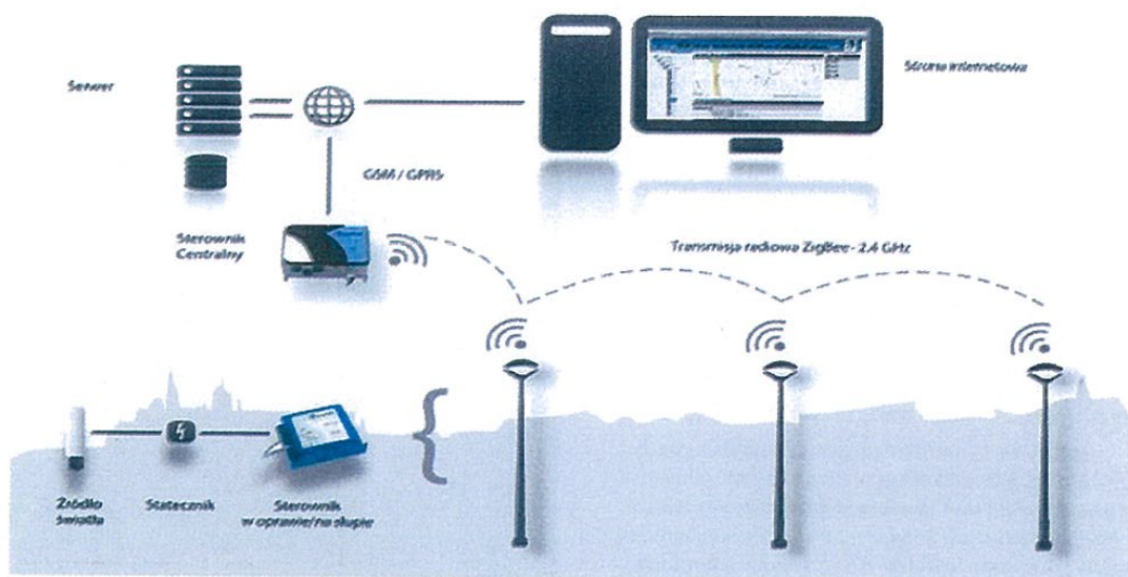 Serwer
Strona internetowa
GSM / GPRS
Sterownik
Centralny
Transmisja radiowa ZigBee - 2.4 GHz
Źródło
światła
Statecznik
Sterownik
w oprawie/na słupie